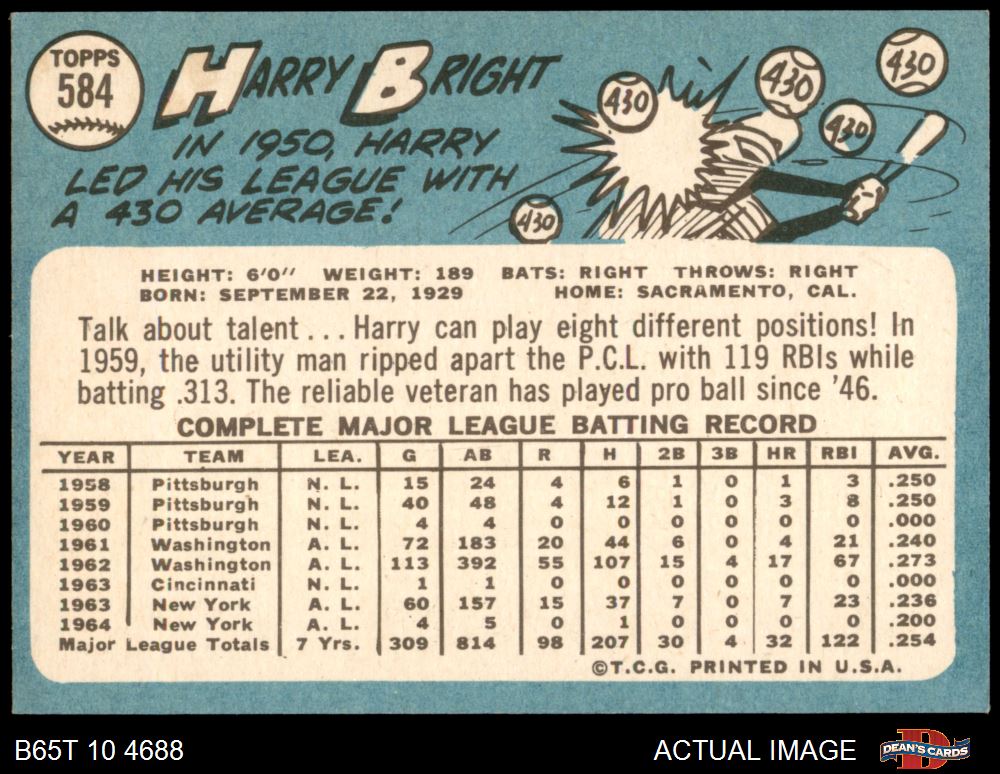 TOPPS
584
HARRY BRIGHT
IN 1950, HARRY
LED HIS LEAGUE WITH
A 430 AVERAGE!
430
430
430
430
430
HEIGHT: 6'0" WEIGHT: 189 BATS: RIGHT THROWS: RIGHT
BORN: SEPTEMBER 22, 1929 HOME: SACRAMENTO, CAL.
Talk about talent ... Harry can play eight different positions! In
1959, the utility man ripped apart the P.C.L. with 119 RBIs while
batting .313. The reliable veteran has played pro ball since '46.
COMPLETE MAJOR LEAGUE BATTING RECORD
YEAR TEAM LEA. G AB R H 2B 3B HR RBI AVG.
1958 Pittsburgh N. L. 15 24 4 6 1 0 1 3 .250
1959 Pittsburgh N. L. 40 48 4 12 1 0 3 8 .250
1960 Pittsburgh N. L. 4 4 0 0 0 0 0 0 .000
1961 Washington A. L. 72 183 20 44 6 0 4 21 .240
1962 Washington A. L. 113 392 55 107 15 4 17 67 .273
1963 Cincinnati N. L. 1 1 0 0 0 0 0 0 .000
1963 New York A. L. 60 157 15 37 7 0 7 23 .236
1964 New York A. L. 4 5 0 1 0 0 0 0 .200
Major League Totals 7 Yrs. 309 814 98 207 30 4 32 122 .254
©T.C.G. PRINTED IN U.S.A.
B65T 10 4688 ACTUAL IMAGE DEAN'S CARDS